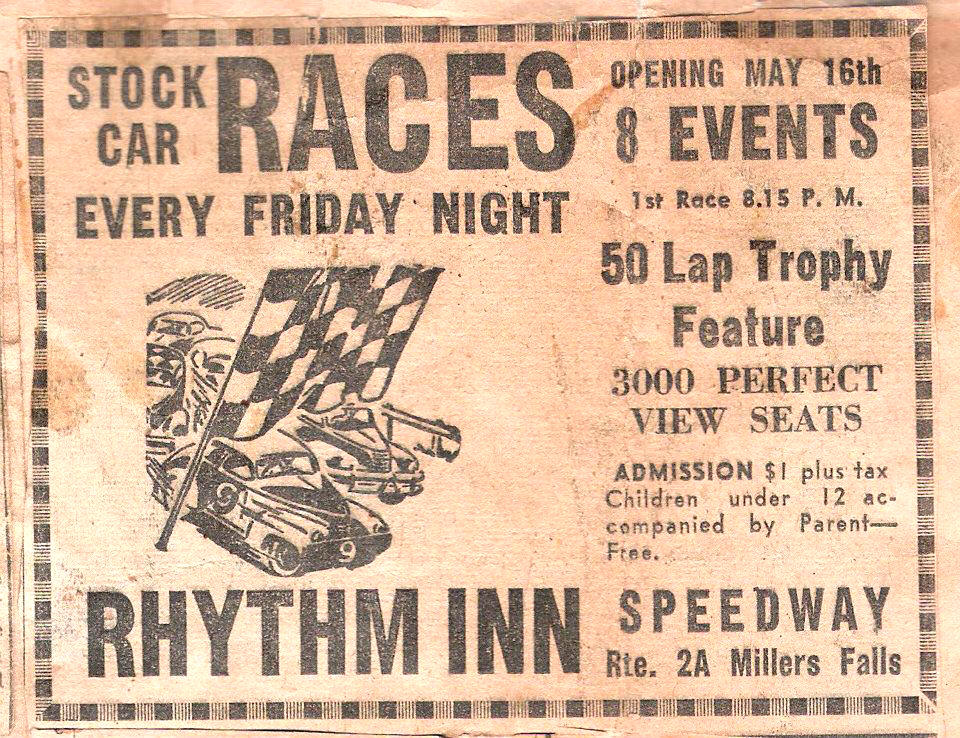 STOCK CAR RACES
EVERY FRIDAY NIGHT
OPENING MAY 16th
8 EVENTS
1st Race 8.15 P. M.
50 Lap Trophy
Feature
3000 PERFECT
VIEW SEATS
ADMISSION $1 plus tax
Children under 12 ac-
companied by Parent—
Free.
9
9
RHYTHM INN
SPEEDWAY
Rte. 2A Millers Falls